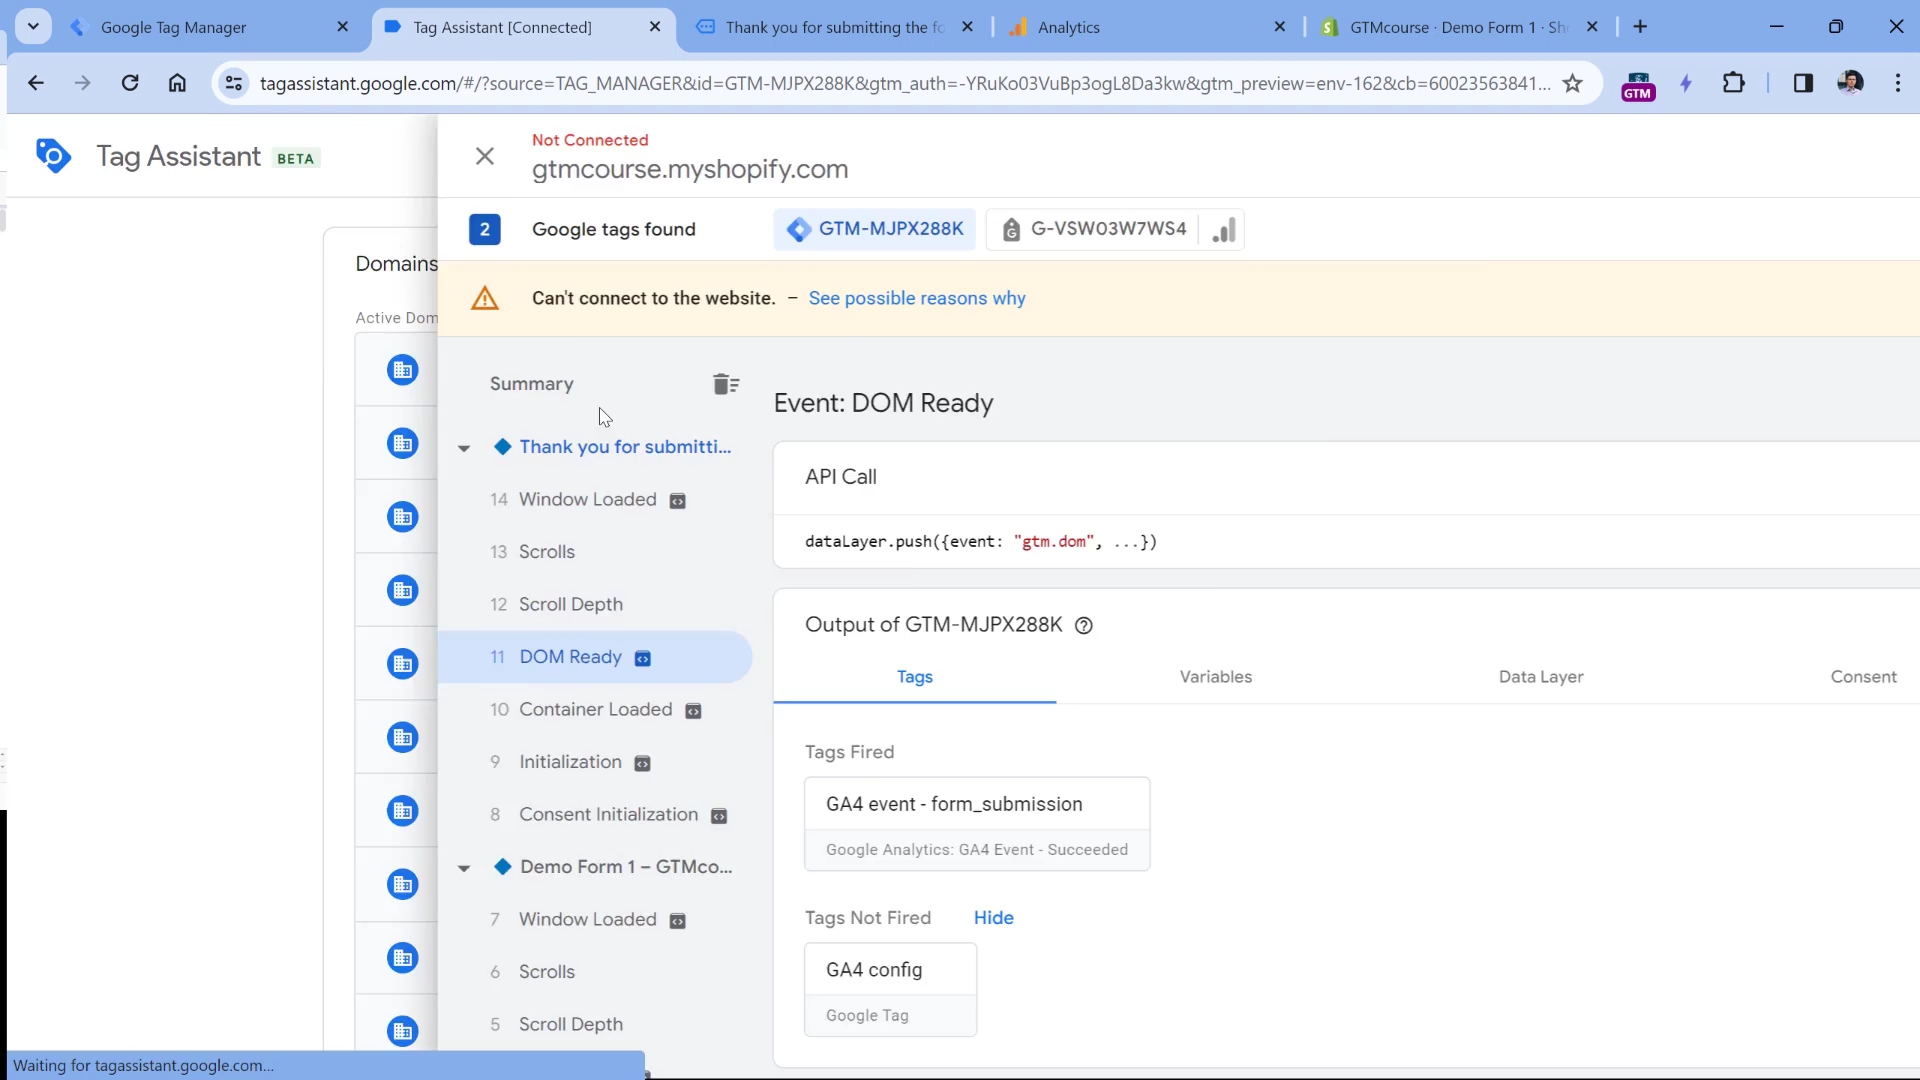 Google Tag Manager
Tag Assistant [Connected]
Thank you for submitting the fo
Analytics
GTMcourse · Demo Form 1 · Sh
tagassistant.google.com/#/?source=TAG_MANAGER&id=GTM-MJPX288K&gtm_auth=-YRuKo03VuBp3ogL8Da3kw&gtm_preview=env-162&cb=60023563841...
GTM
Tag Assistant BETA
Not Connected
gtmcourse.myshopify.com
2 Google tags found GTM-MJPX288K G-VSW03W7WS4
Can't connect to the website. – See possible reasons why
Domains
Active Dom
Summary
Thank you for submitti...
14 Window Loaded
13 Scrolls
12 Scroll Depth
11 DOM Ready
10 Container Loaded
9 Initialization
8 Consent Initialization
Demo Form 1 – GTMco...
7 Window Loaded
6 Scrolls
5 Scroll Depth
Event: DOM Ready
API Call
dataLayer.push({event: "gtm.dom", ...})
Output of GTM-MJPX288K
Tags Variables Data Layer Consent
Tags Fired
GA4 event - form_submission
Google Analytics: GA4 Event - Succeeded
Tags Not Fired Hide
GA4 config
Google Tag
Waiting for tagassistant.google.com...